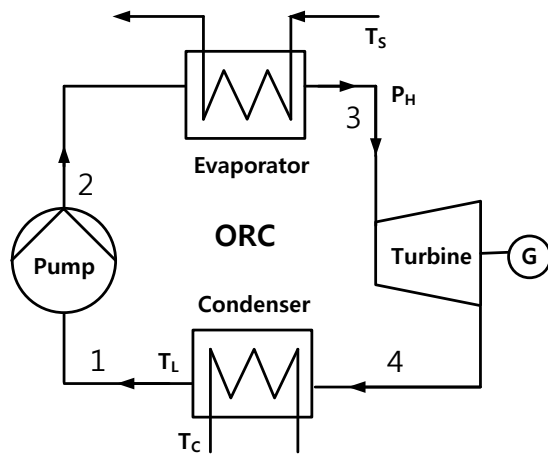 T_S
P_H
3
Evaporator
2
ORC
Pump
Turbine
G
Condenser
1
T_L
4
T_C